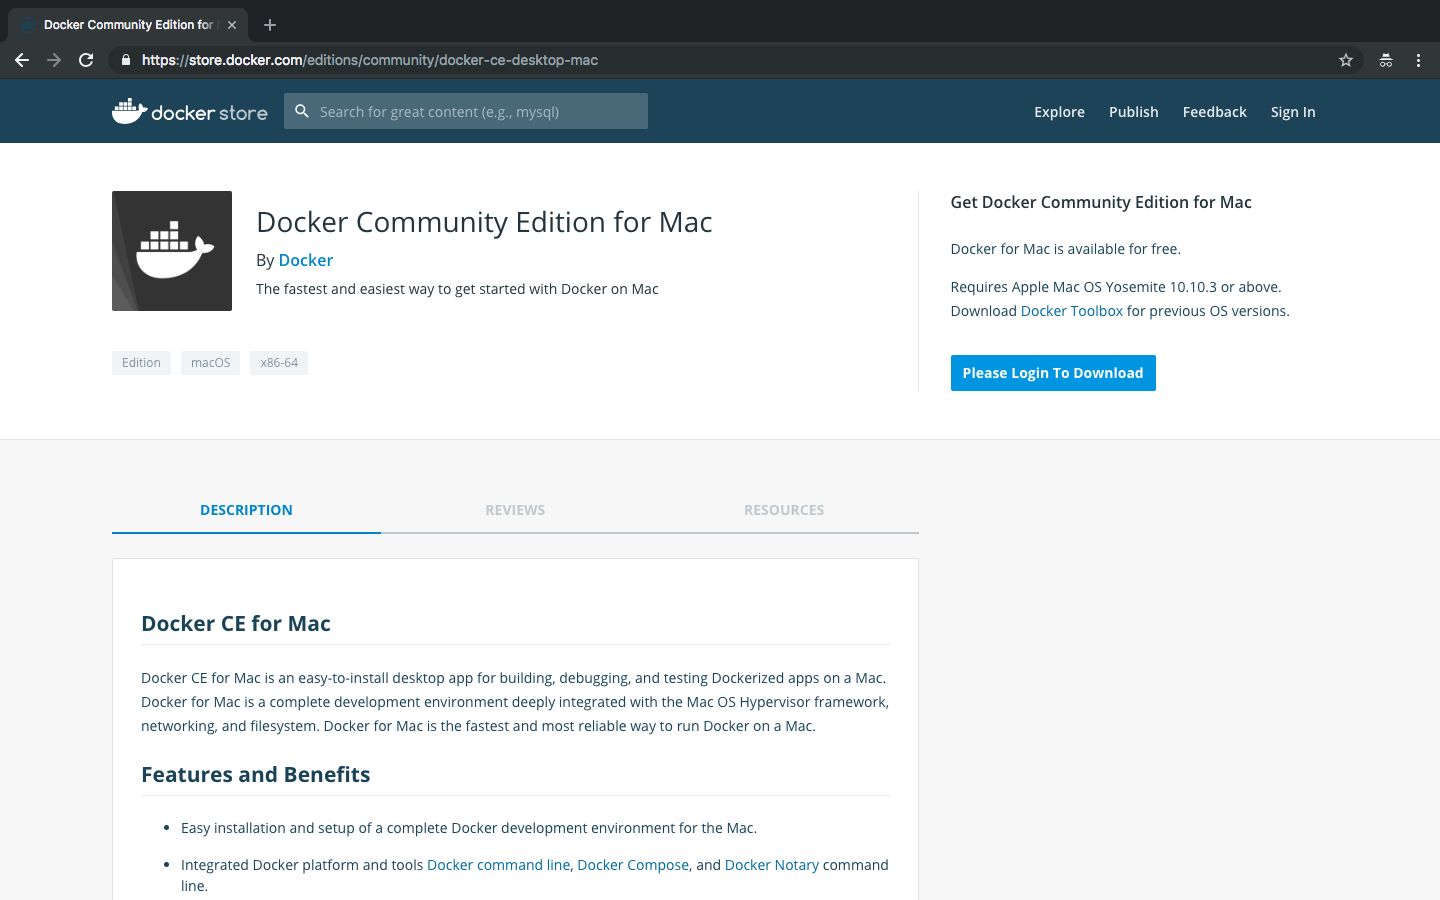 Docker Community Edition for
https://store.docker.com/editions/community/docker-ce-desktop-mac
docker store
Search for great content (e.g., mysql)
Explore
Publish
Feedback
Sign In
Docker Community Edition for Mac
By Docker
The fastest and easiest way to get started with Docker on Mac
Edition
macOS
x86-64
Get Docker Community Edition for Mac
Docker for Mac is available for free.
Requires Apple Mac OS Yosemite 10.10.3 or above.
Download Docker Toolbox for previous OS versions.
Please Login To Download
DESCRIPTION
REVIEWS
RESOURCES
Docker CE for Mac
Docker CE for Mac is an easy-to-install desktop app for building, debugging, and testing Dockerized apps on a Mac.
Docker for Mac is a complete development environment deeply integrated with the Mac OS Hypervisor framework,
networking, and filesystem. Docker for Mac is the fastest and most reliable way to run Docker on a Mac.
Features and Benefits
• Easy installation and setup of a complete Docker development environment for the Mac.
• Integrated Docker platform and tools Docker command line, Docker Compose, and Docker Notary command
line.